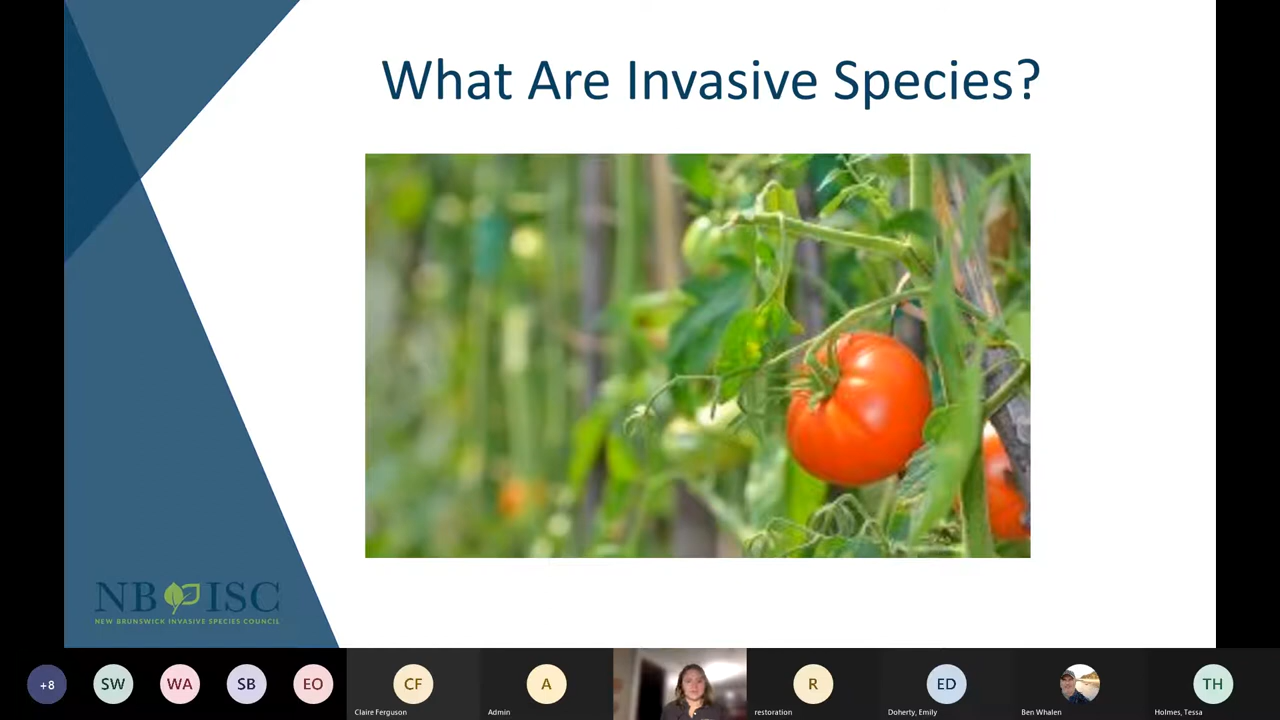 What Are Invasive Species?
NB ISC
NEW BRUNSWICK INVASIVE SPECIES COUNCIL
+8
SW
WA
SB
EO
CF
A
R
ED
TH
Claire Ferguson
Admin
restoration
Doherty, Emily
Ben Whalen
Holmes, Tessa